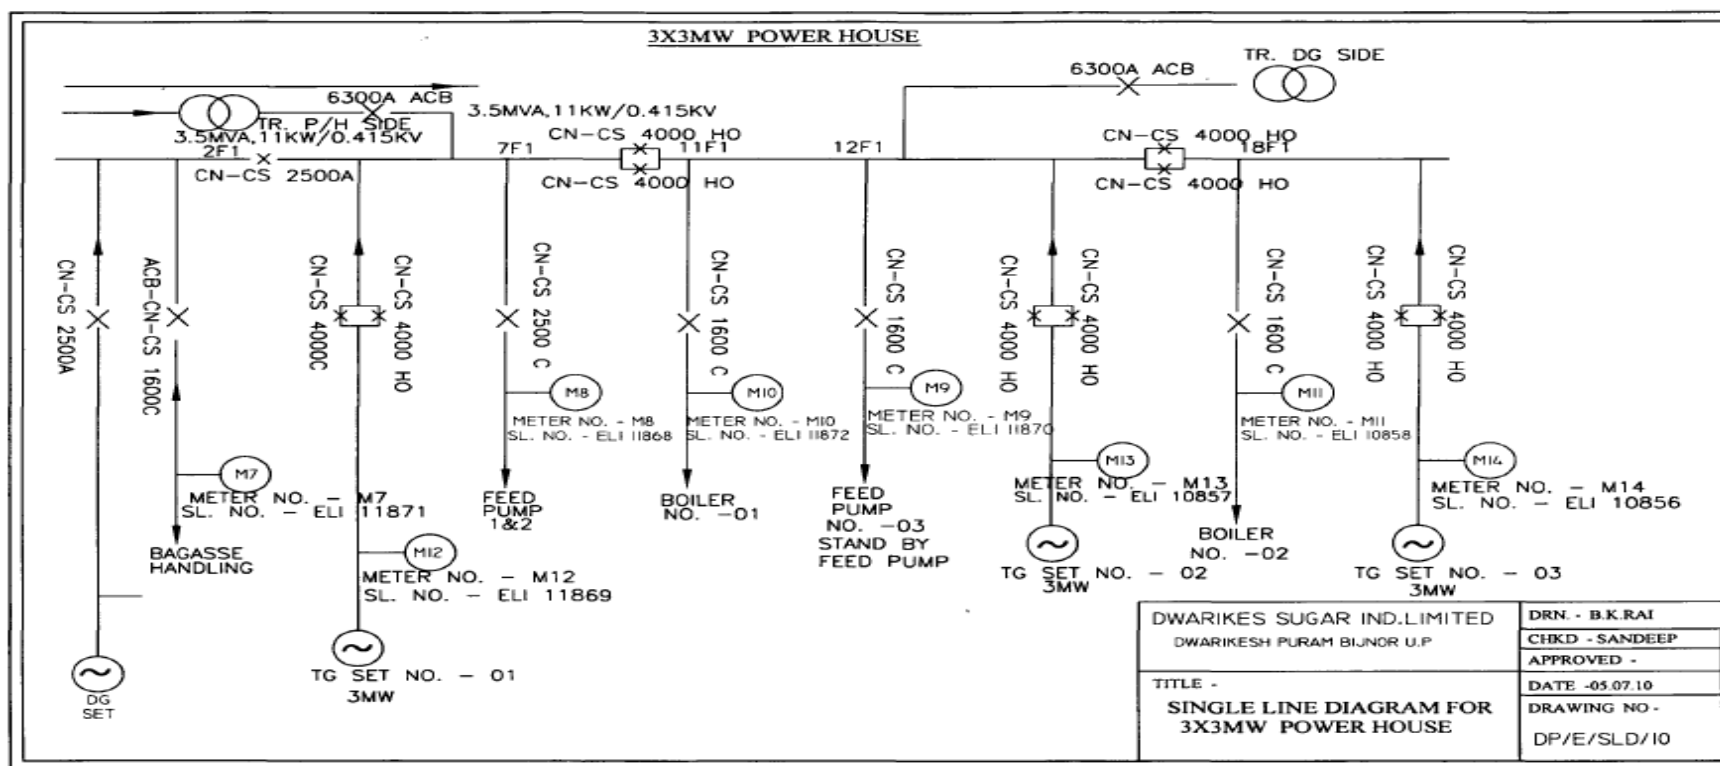 3X3MW POWER HOUSE
TR. DG SIDE
6300A ACB
6300A ACB
3.5MVA,11KW/0.415KV
TR. P/H SIDE
3.5MVA,11KW/0.415KV
CN-CS 4000 HO
CN-CS 4000 HO
2F1
7F1
11F1
12F1
18F1
CN-CS 2500A
CN-CS 4000 HO
CN-CS 4000 HO
CN-CS 2500A
ACB-CN-CS 1600C
CN-CS 4000C
CN-CS 4000 HO
CN-CS 2500 C
CN-CS 1600 C
CN-CS 1600 C
CN-CS 4000 HO
CN-CS 4000 HO
CN-CS 1600 C
CN-CS 4000 HO
CN-CS 4000 HO
M8
METER NO. - M8
SL. NO. - ELI 11868
M10
METER NO. - M10
SL. NO. - ELI 11872
M9
METER NO. - M9
SL. NO. - ELI 11870
M11
METER NO. - M11
SL. NO. - ELI 10858
M7
METER NO. - M7
SL. NO. - ELI 11871
M13
METER NO. - M13
SL. NO. - ELI 10857
M14
METER NO. - M14
SL. NO. - ELI 10856
FEED
PUMP
1&2
BOILER
NO. -01
FEED
PUMP
NO. -03
STAND BY
FEED PUMP
BOILER
NO. -02
BAGASSE
HANDLING
M12
METER NO. - M12
SL. NO. - ELI 11869
TG SET NO. - 02
3MW
TG SET NO. - 03
3MW
TG SET NO. - 01
3MW
DG
SET
DWARIKES SUGAR IND.LIMITED
DWARIKESH PURAM BIJNOR U.P
TITLE -
SINGLE LINE DIAGRAM FOR
3X3MW POWER HOUSE
DRN. - B.K.RAI
CHKD - SANDEEP
APPROVED -
DATE -05.07.10
DRAWING NO -
DP/E/SLD/10